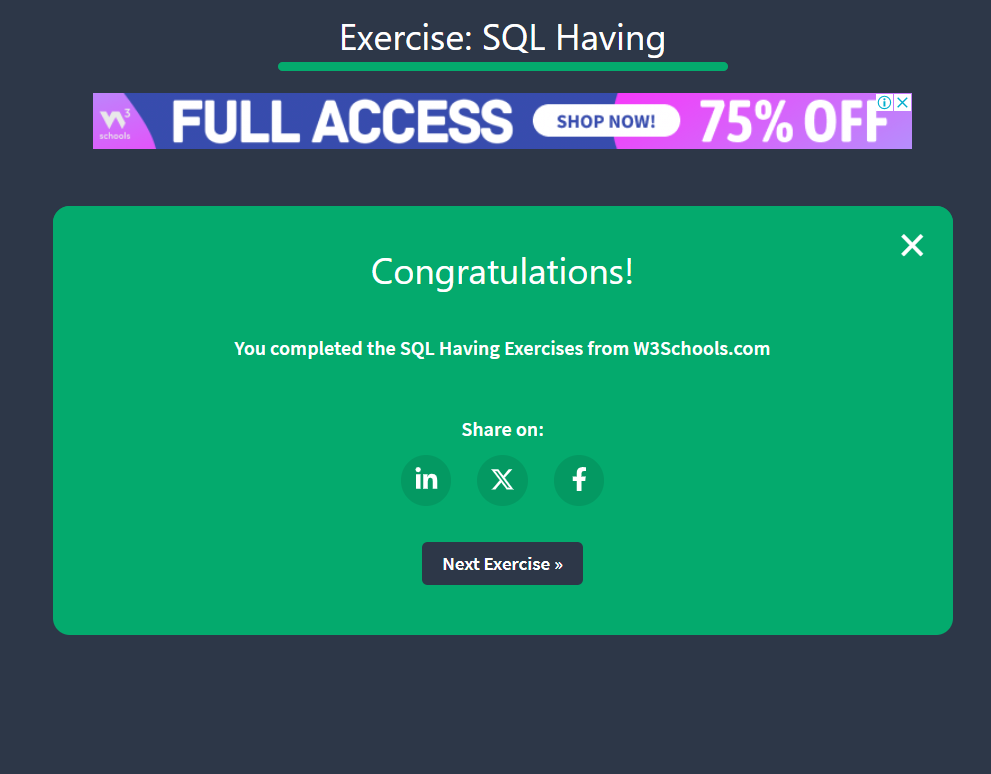 Exercise: SQL Having
W3 schools
FULL ACCESS
SHOP NOW!
75% OFF
Congratulations!
You completed the SQL Having Exercises from W3Schools.com
Share on:
in X f
Next Exercise »